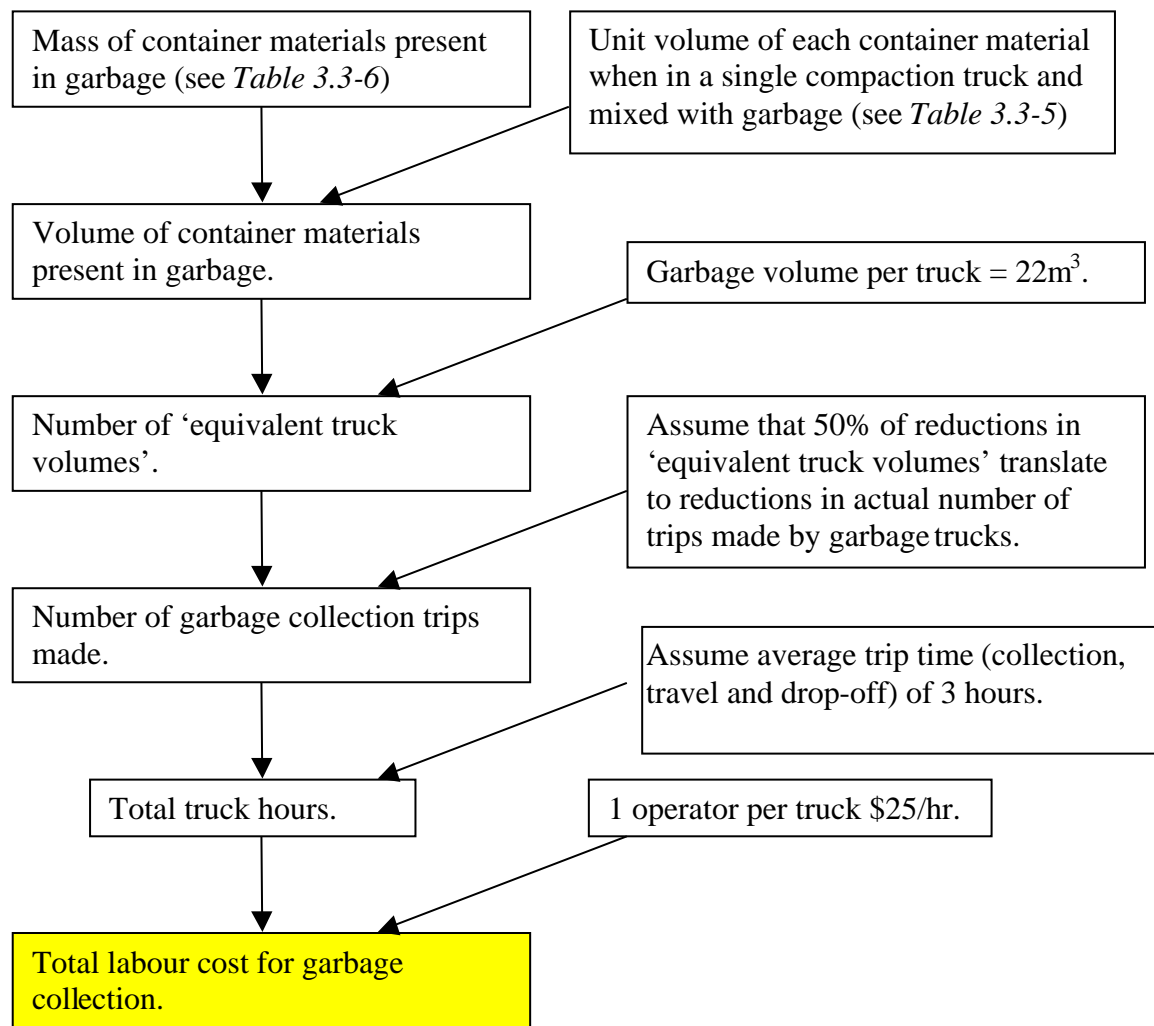 Mass of container materials present
in garbage (see Table 3.3-6)
Unit volume of each container material
when in a single compaction truck and
mixed with garbage (see Table 3.3-5)
Volume of container materials
present in garbage.
Garbage volume per truck = 22m³.
Number of ‘equivalent truck
volumes’.
Assume that 50% of reductions in
‘equivalent truck volumes’ translate
to reductions in actual number of
trips made by garbage trucks.
Number of garbage collection trips
made.
Assume average trip time (collection,
travel and drop-off) of 3 hours.
Total truck hours.
1 operator per truck $25/hr.
Total labour cost for garbage
collection.